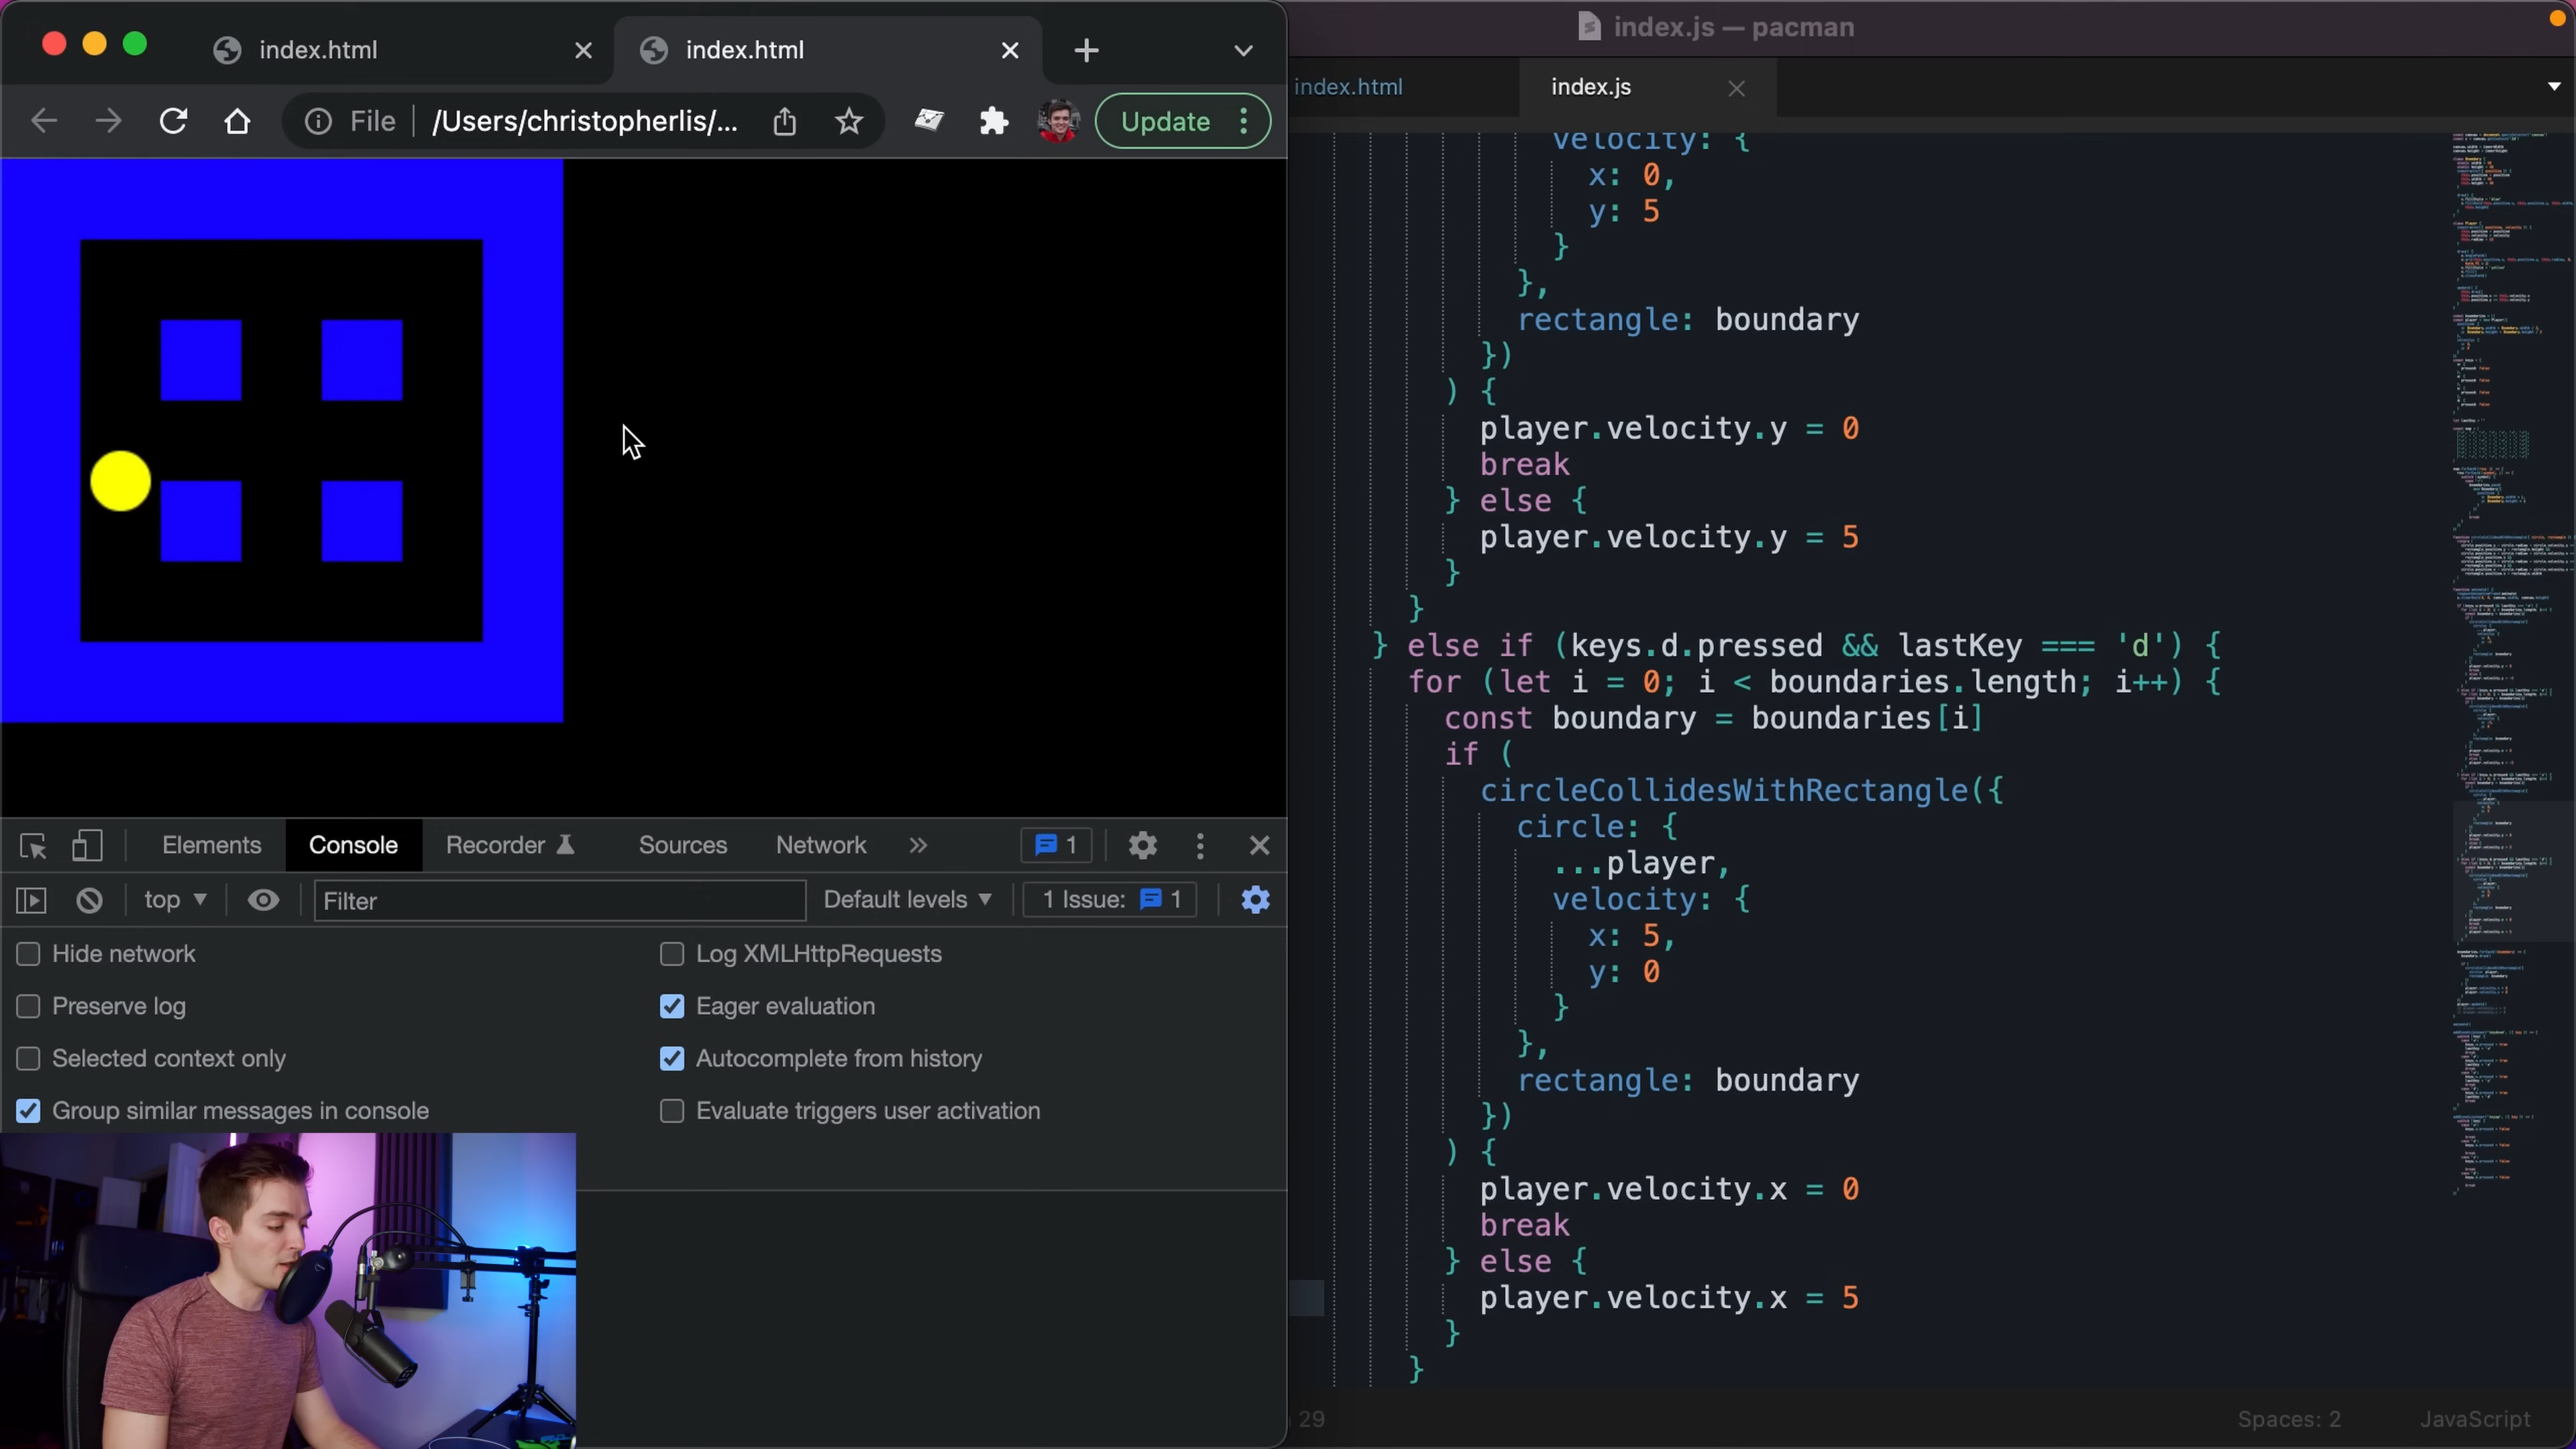 index.html
index.html
File
/Users/christopherlis/...
Update
Elements
Console
Recorder
Sources
Network
1
top
Filter
Default levels
1 Issue:
1
Hide network
Log XMLHttpRequests
Preserve log
Eager evaluation
Selected context only
Autocomplete from history
Group similar messages in console
Evaluate triggers user activation
index.js — pacman
index.html
index.js
velocity: {
x: 0,
y: 5
}
},
rectangle: boundary
})
) {
player.velocity.y = 0
break
} else {
player.velocity.y = 5
}
}
} else if (keys.d.pressed && lastKey === 'd') {
for (let i = 0; i < boundaries.length; i++) {
const boundary = boundaries[i]
if (
circleCollidesWithRectangle({
circle: {
...player,
velocity: {
x: 5,
y: 0
}
},
rectangle: boundary
})
) {
player.velocity.x = 0
break
} else {
player.velocity.x = 5
}
}
29
Spaces: 2
JavaScript